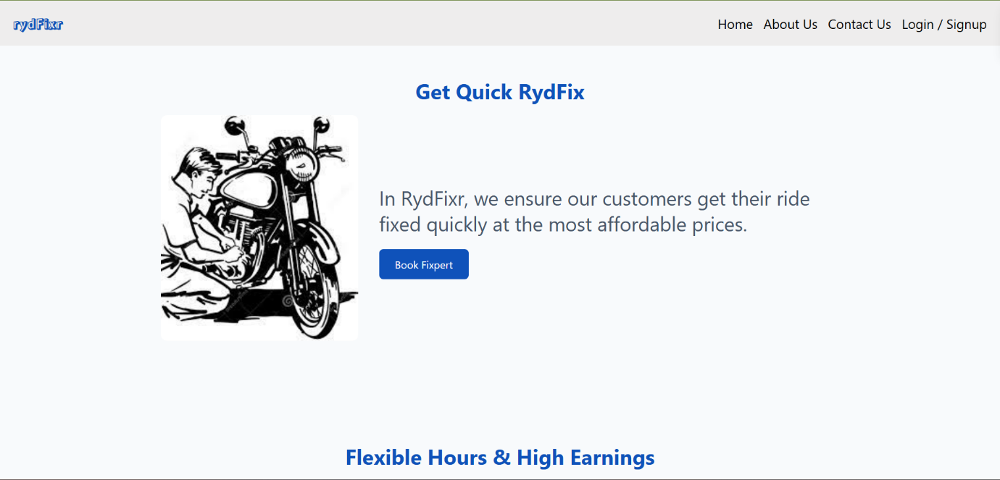 rydFixr
Home About Us Contact Us Login / Signup
Get Quick RydFix
In RydFixr, we ensure our customers get their ride
fixed quickly at the most affordable prices.
Book Fixpert
Flexible Hours & High Earnings